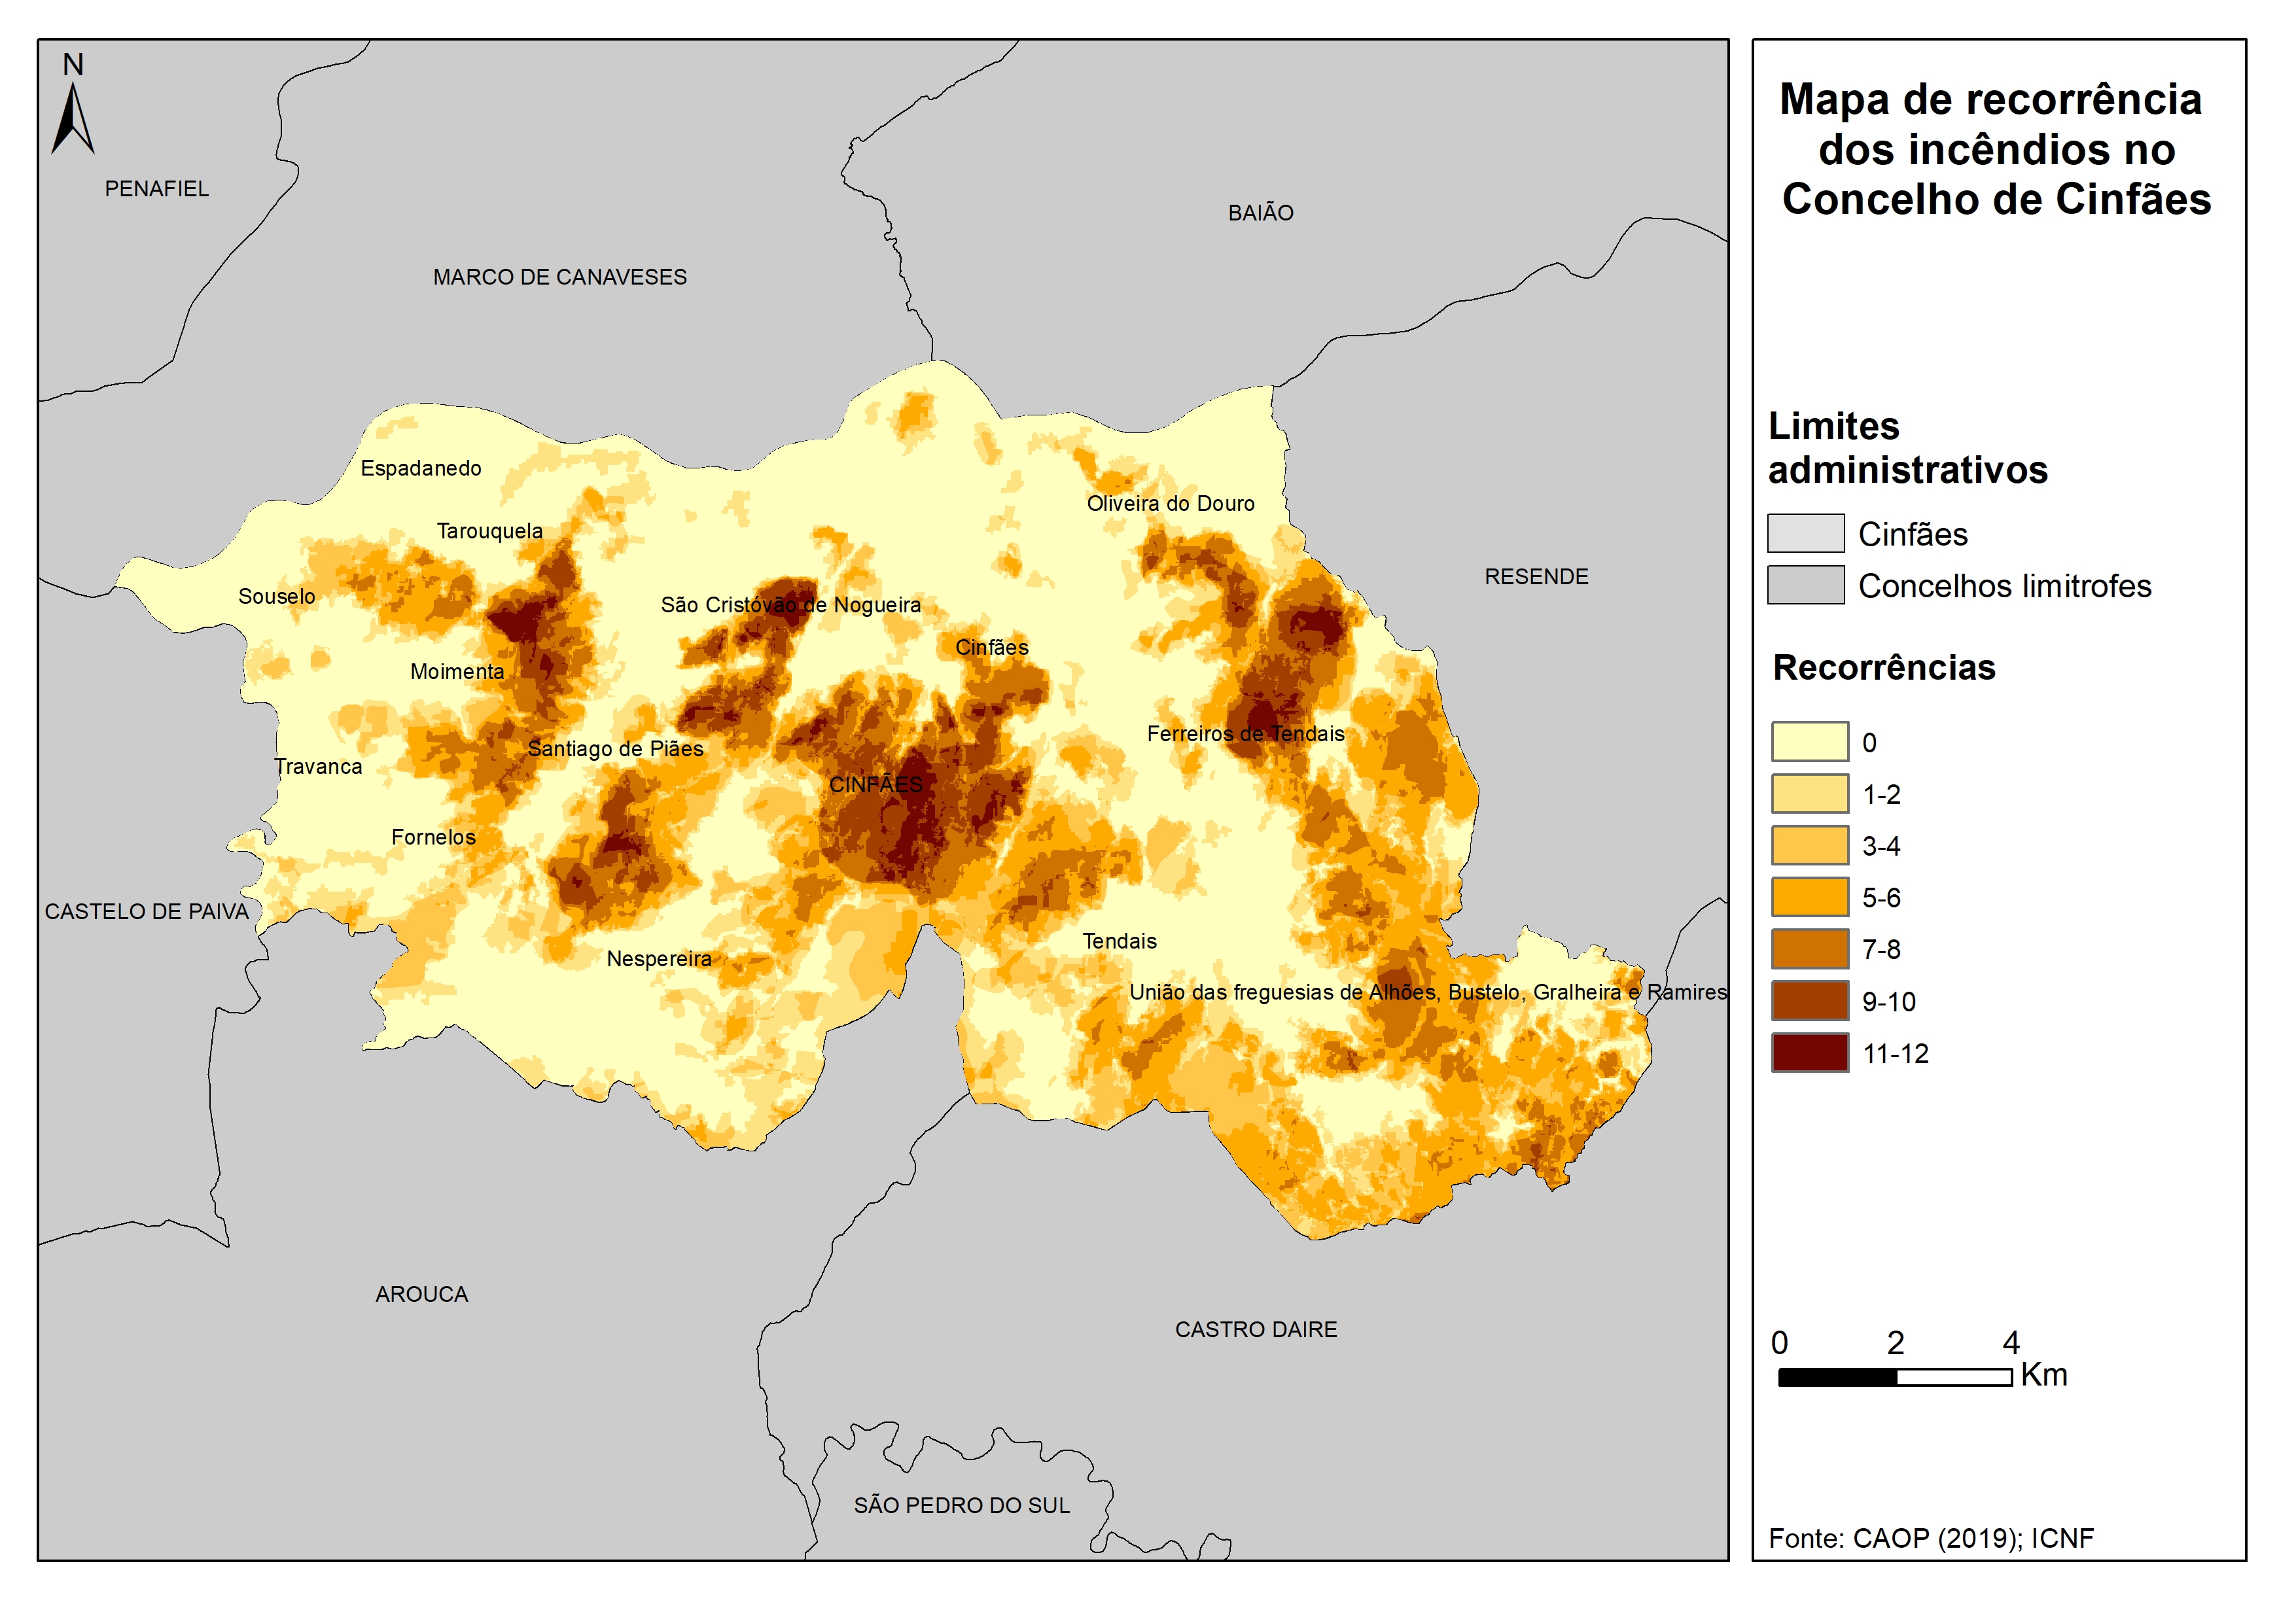 N
PENAFIEL
MARCO DE CANAVESES
BAIÃO
RESENDE
CASTELO DE PAIVA
AROUCA
CASTRO DAIRE
SÃO PEDRO DO SUL
Espadanedo
Tarouquela
Souselo
Moimenta
Travanca
Fornelos
Santiago de Piães
São Cristóvão de Nogueira
Cinfães
CINFÃES
Nespereira
Oliveira do Douro
Ferreiros de Tendais
Tendais
União das freguesias de Alhões, Bustelo, Gralheira e Ramires
Mapa de recorrência
dos incêndios no
Concelho de Cinfães
Limites
administrativos
Cinfães
Concelhos limitrofes
Recorrências
0
1-2
3-4
5-6
7-8
9-10
11-12
0 2 4
Km
Fonte: CAOP (2019); ICNF